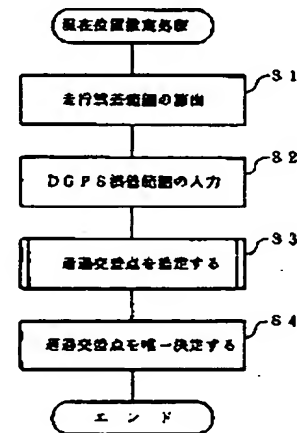 現在位置推定処理
走行誤差範囲の算出
S1
DGPS誤差範囲の入力
S2
通過交差点を推定する
S3
通過交差点を唯一決定する
S4
エンド